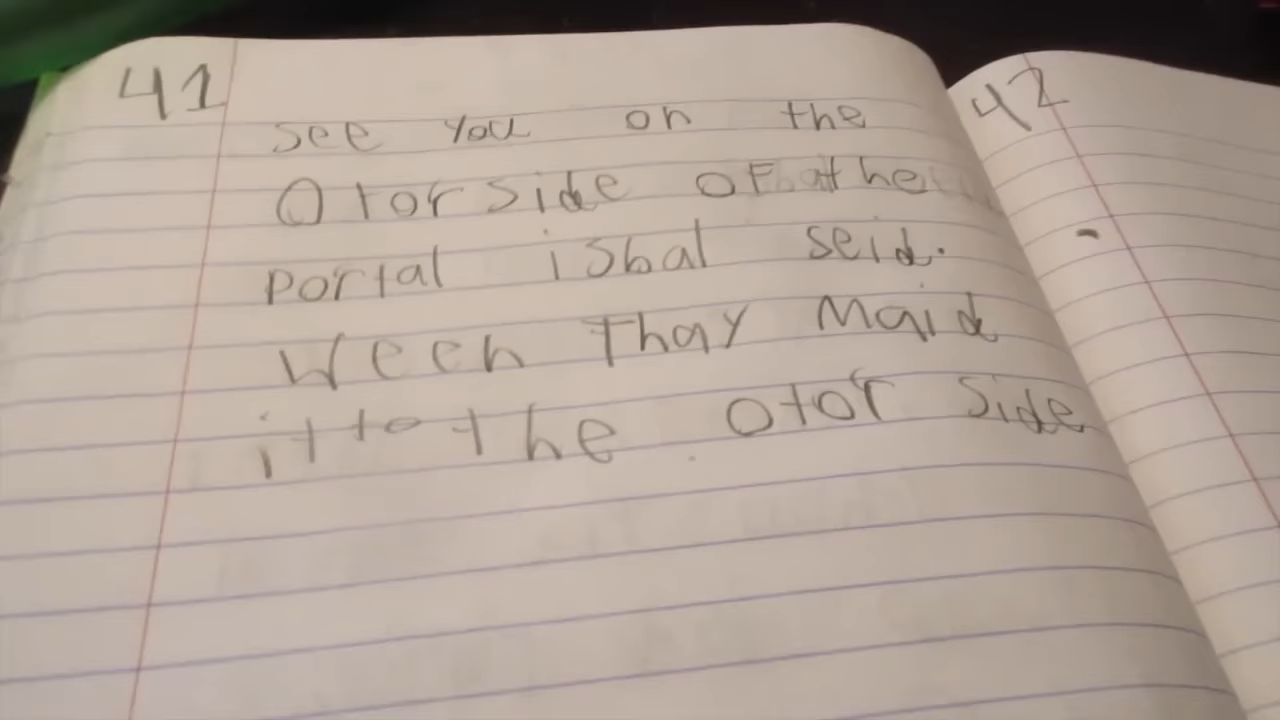 41
see you on the
Otorside of the
portal isbal seid.
Ween thay maid
it to the otor side
42